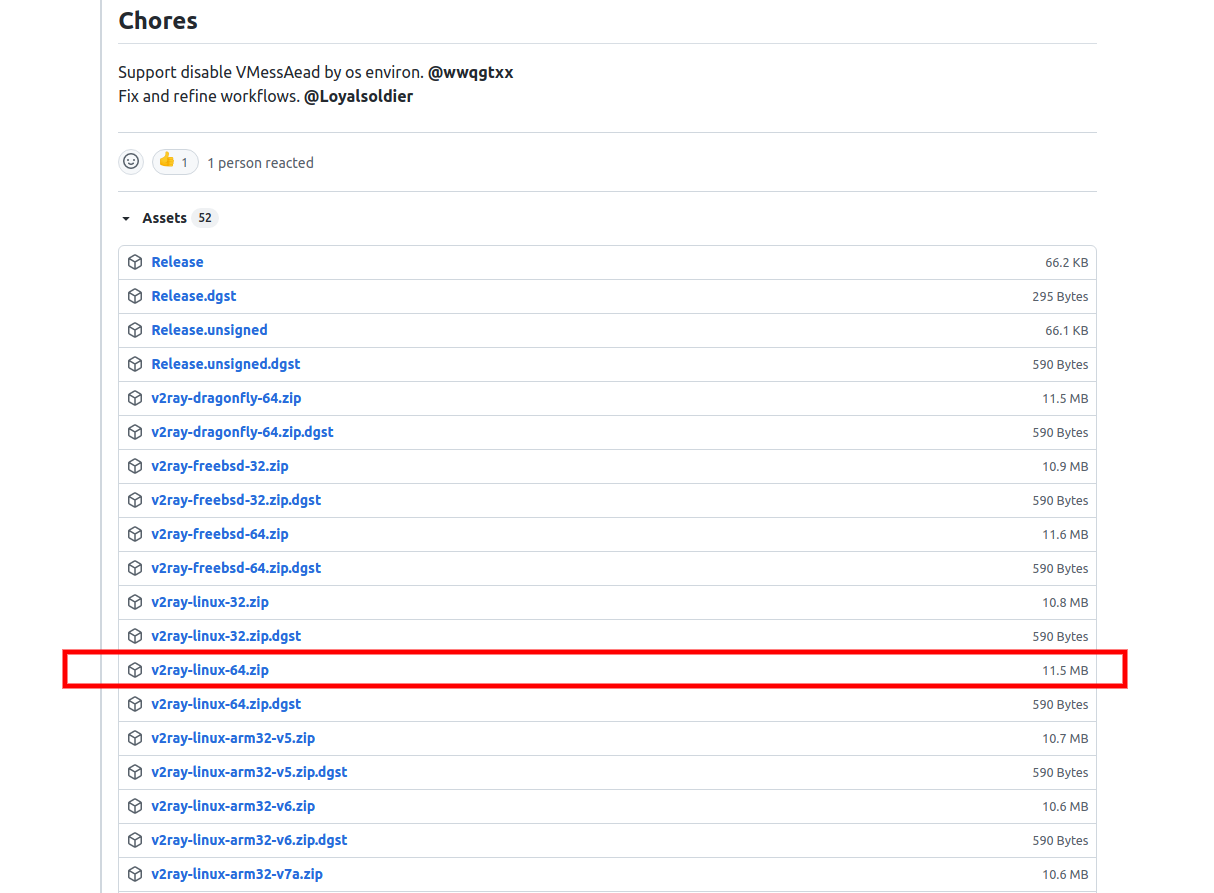 Chores
Support disable VMessAead by os environ. @wwqgtxx
Fix and refine workflows. @Loyalsoldier
1 1 person reacted
Assets 52
Release 66.2 KB
Release.dgst 295 Bytes
Release.unsigned 66.1 KB
Release.unsigned.dgst 590 Bytes
v2ray-dragonfly-64.zip 11.5 MB
v2ray-dragonfly-64.zip.dgst 590 Bytes
v2ray-freebsd-32.zip 10.9 MB
v2ray-freebsd-32.zip.dgst 590 Bytes
v2ray-freebsd-64.zip 11.6 MB
v2ray-freebsd-64.zip.dgst 590 Bytes
v2ray-linux-32.zip 10.8 MB
v2ray-linux-32.zip.dgst 590 Bytes
v2ray-linux-64.zip 11.5 MB
v2ray-linux-64.zip.dgst 590 Bytes
v2ray-linux-arm32-v5.zip 10.7 MB
v2ray-linux-arm32-v5.zip.dgst 590 Bytes
v2ray-linux-arm32-v6.zip 10.6 MB
v2ray-linux-arm32-v6.zip.dgst 590 Bytes
v2ray-linux-arm32-v7a.zip 10.6 MB